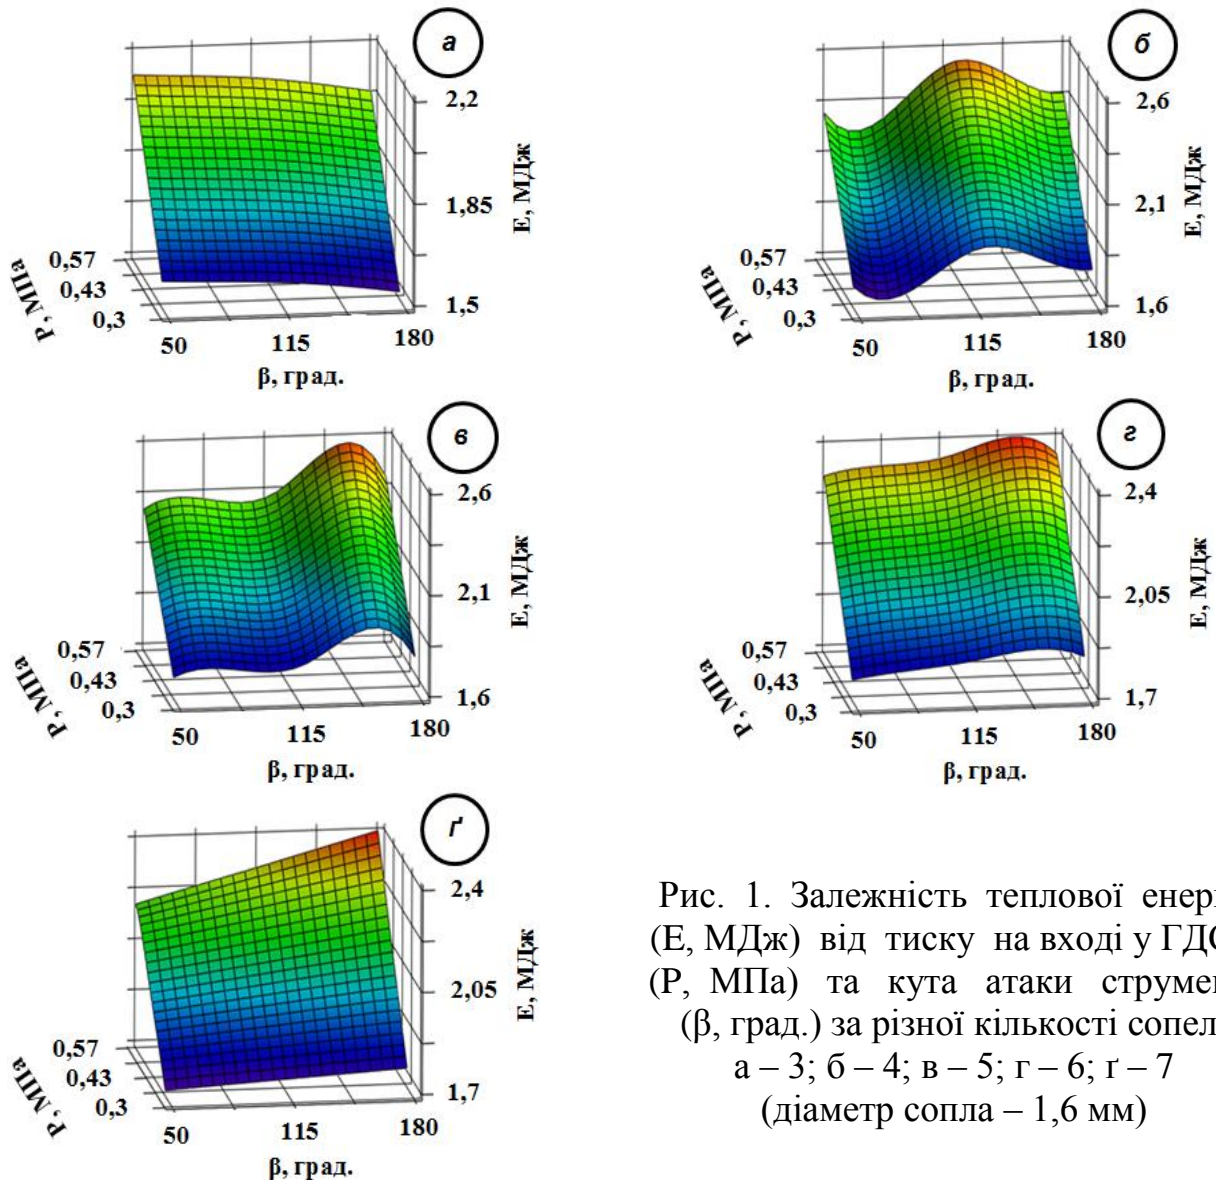 а
2,2
1,85
1,5
E, МДж
P, МПа
0,57
0,43
0,3
50
115
180
β, град.
б
2,6
2,1
1,6
E, МДж
P, МПа
0,57
0,43
0,3
50
115
180
β, град.
в
2,6
2,1
1,6
E, МДж
P, МПа
0,57
0,43
0,3
50
115
180
β, град.
г
2,4
2,05
1,7
E, МДж
P, МПа
0,57
0,43
0,3
50
115
180
β, град.
ґ
2,4
2,05
1,7
E, МДж
P, МПа
0,57
0,43
0,3
50
115
180
β, град.
Рис. 1. Залежність теплової енер
(Е, МДж) від тиску на вході у ГДС
(Р, МПа) та кута атаки струмен
(β, град.) за різної кількості сопел
а – 3; б – 4; в – 5; г – 6; ґ – 7
(діаметр сопла – 1,6 мм)